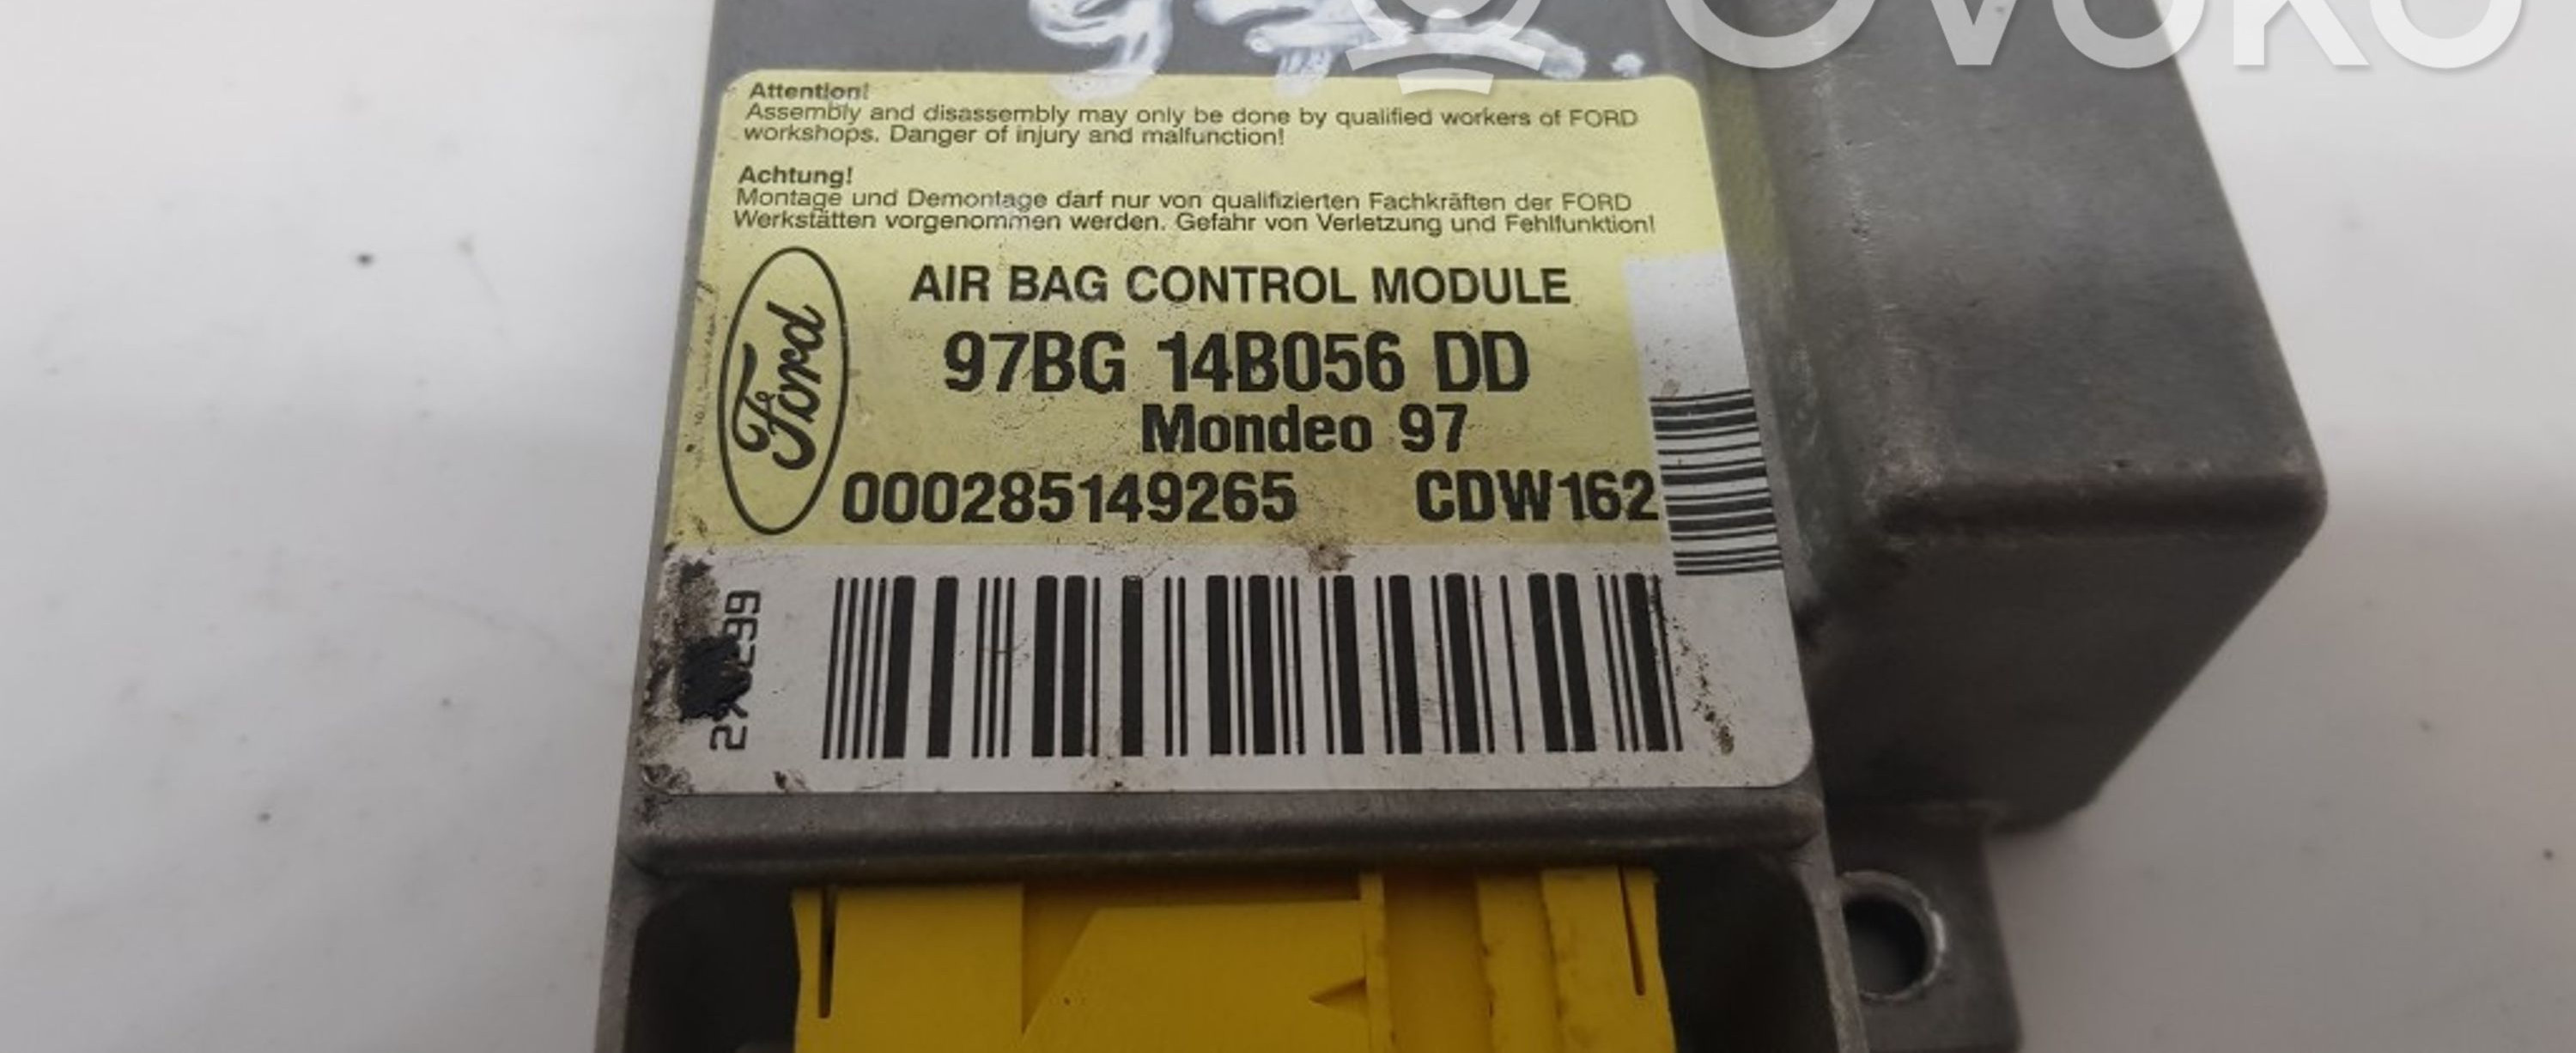 OVOKO
Attention!
Assembly and disassembly may only be done by qualified workers of FORD
workshops. Danger of injury and malfunction!
Achtung!
Montage und Demontage darf nur von qualifizierten Fachkräften der FORD
Werkstätten vorgenommen werden. Gefahr von Verletzung und Fehlfunktion!
Ford
AIR BAG CONTROL MODULE
97BG 14B056 DD
Mondeo 97
000285149265 CDW162